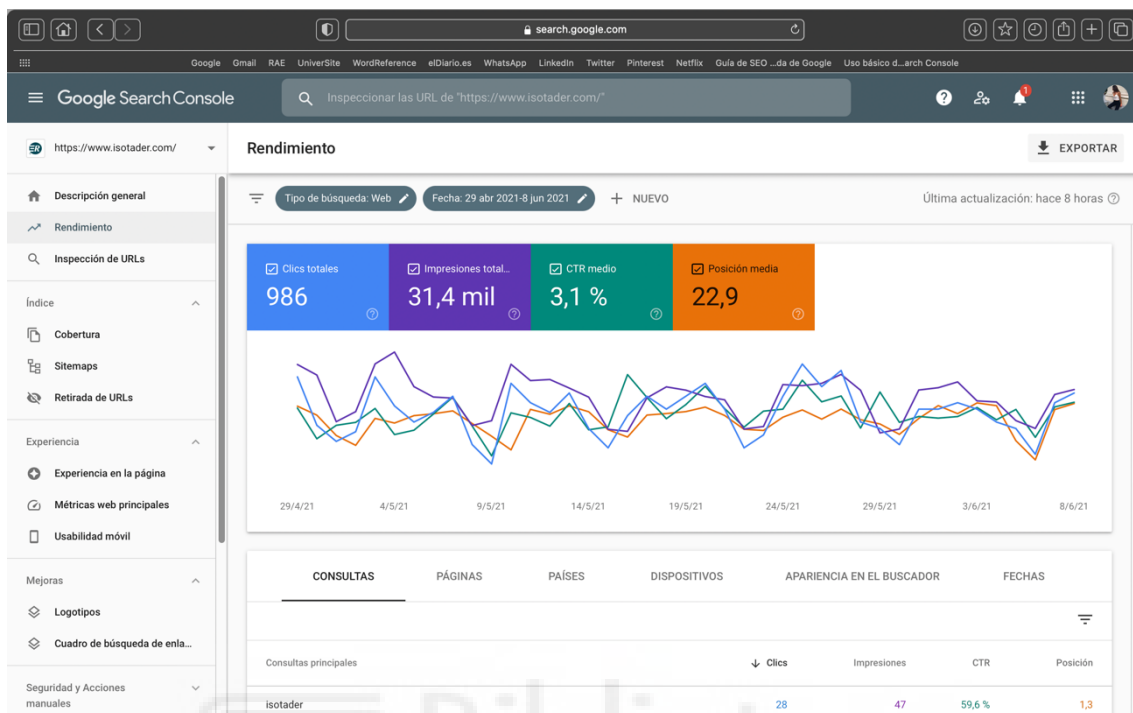 search.google.com
Google Gmail RAE UniverSite WordReference elDiario.es WhatsApp LinkedIn Twitter Pinterest Netflix Guía de SEO ...da de Google Uso básico d...arch Console
Google Search Console
Inspeccionar las URL de "https://www.isotader.com/"
1
https://www.isotader.com/
Rendimiento
EXPORTAR
Descripción general
Tipo de búsqueda: Web
Fecha: 29 abr 2021-8 jun 2021
NUEVO
Última actualización: hace 8 horas
Rendimiento
Inspección de URLs
Índice
Cobertura
Sitemaps
Retirada de URLs
Experiencia
Experiencia en la página
Métricas web principales
Usabilidad móvil
Mejoras
Logotipos
Cuadro de búsqueda de enla...
Seguridad y Acciones
manuales
Clics totales
986
Impresiones total...
31,4 mil
CTR medio
3,1 %
Posición media
22,9
29/4/21 4/5/21 9/5/21 14/5/21 19/5/21 24/5/21 29/5/21 3/6/21 8/6/21
CONSULTAS PÁGINAS PAÍSES DISPOSITIVOS APARIENCIA EN EL BUSCADOR FECHAS
Consultas principales Clics Impresiones CTR Posición
isotader 28 47 59,6 % 1,3